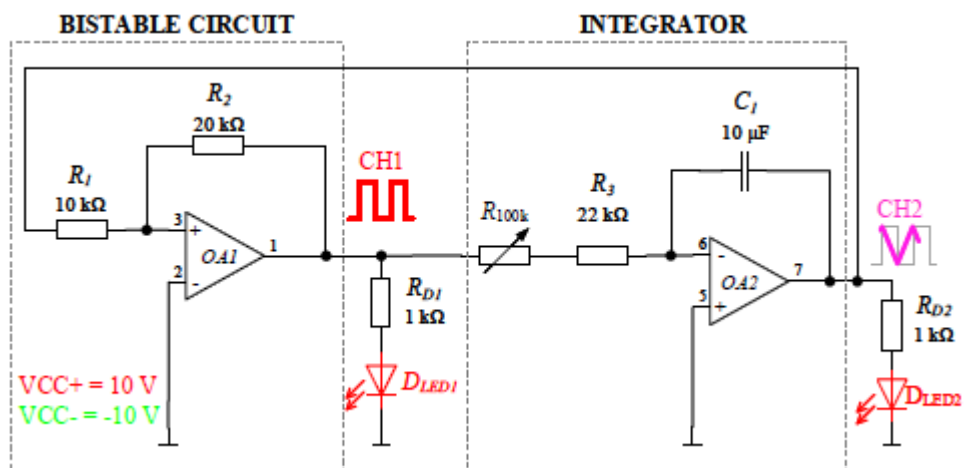 BISTABLE CIRCUIT
INTEGRATOR
R2
20 kΩ
C1
10 µF
CH1
R1
10 kΩ
R3
22 kΩ
R100k
CH2
3
+
OA1
1
2
-
6
-
OA2
7
5
+
RD1
1 kΩ
RD2
1 kΩ
VCC+ = 10 V
VCC- = -10 V
DLED1
DLED2